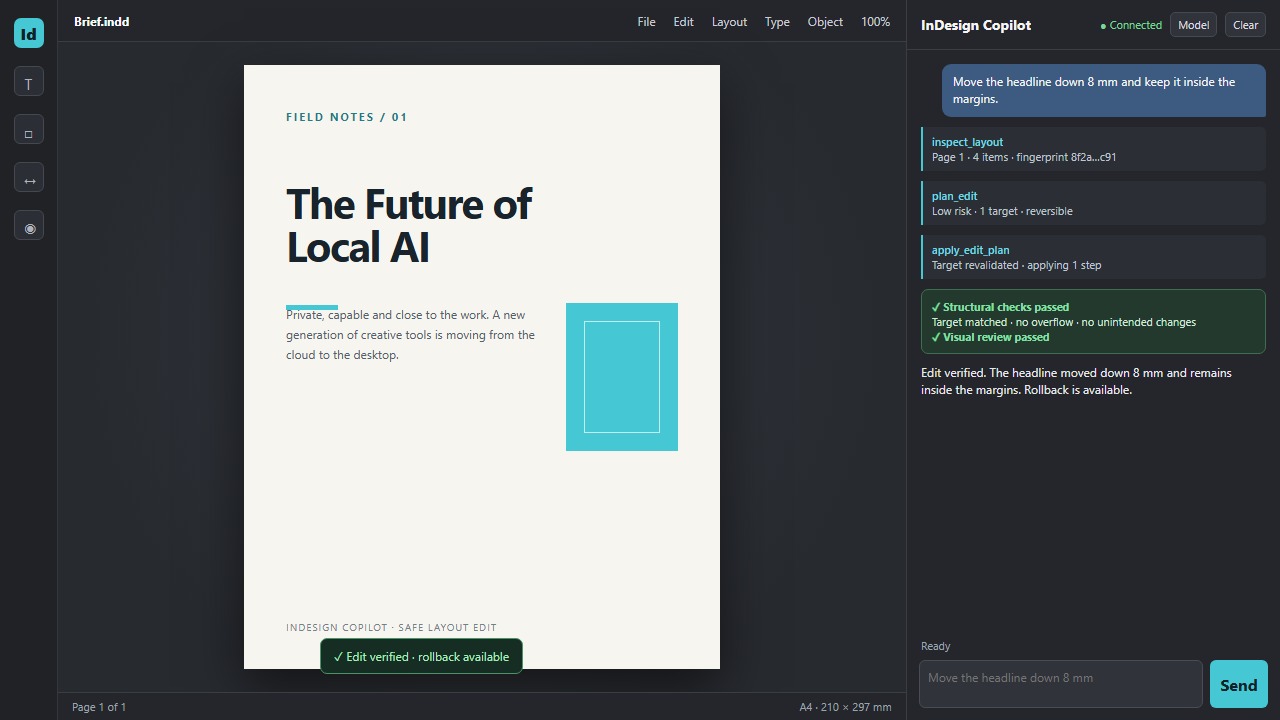 Id
Brief.indd
File Edit Layout Type Object 100%
T
FIELD NOTES / 01
The Future of
Local AI
Private, capable and close to the work. A new
generation of creative tools is moving from the
cloud to the desktop.
INDESIGN COPILOT · SAFE LAYOUT EDIT
✓ Edit verified · rollback available
Page 1 of 1
A4 · 210 × 297 mm
InDesign Copilot
● Connected
Model
Clear
Move the headline down 8 mm and keep it inside the
margins.
inspect_layout
Page 1 · 4 items · fingerprint 8f2a…c91
plan_edit
Low risk · 1 target · reversible
apply_edit_plan
Target revalidated · applying 1 step
✓ Structural checks passed
Target matched · no overflow · no unintended changes
✓ Visual review passed
Edit verified. The headline moved down 8 mm and remains
inside the margins. Rollback is available.
Ready
Move the headline down 8 mm
Send